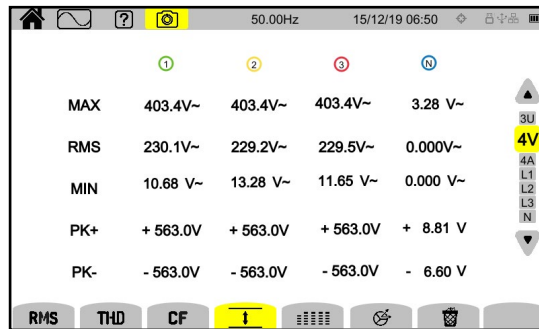 ? 50.00Hz 15/12/19 06:50
1 2 3 N
MAX 403.4V~ 403.4V~ 403.4V~ 3.28 V~
3U
RMS 230.1V~ 229.2V~ 229.5V~ 0.000V~
4V
4A
MIN 10.68 V~ 13.28 V~ 11.65 V~ 0.000 V~
L1
L2
L3
N
PK+ + 563.0V + 563.0V + 563.0V + 8.81 V
PK- - 563.0V - 563.0V - 563.0V - 6.60 V
RMS THD CF